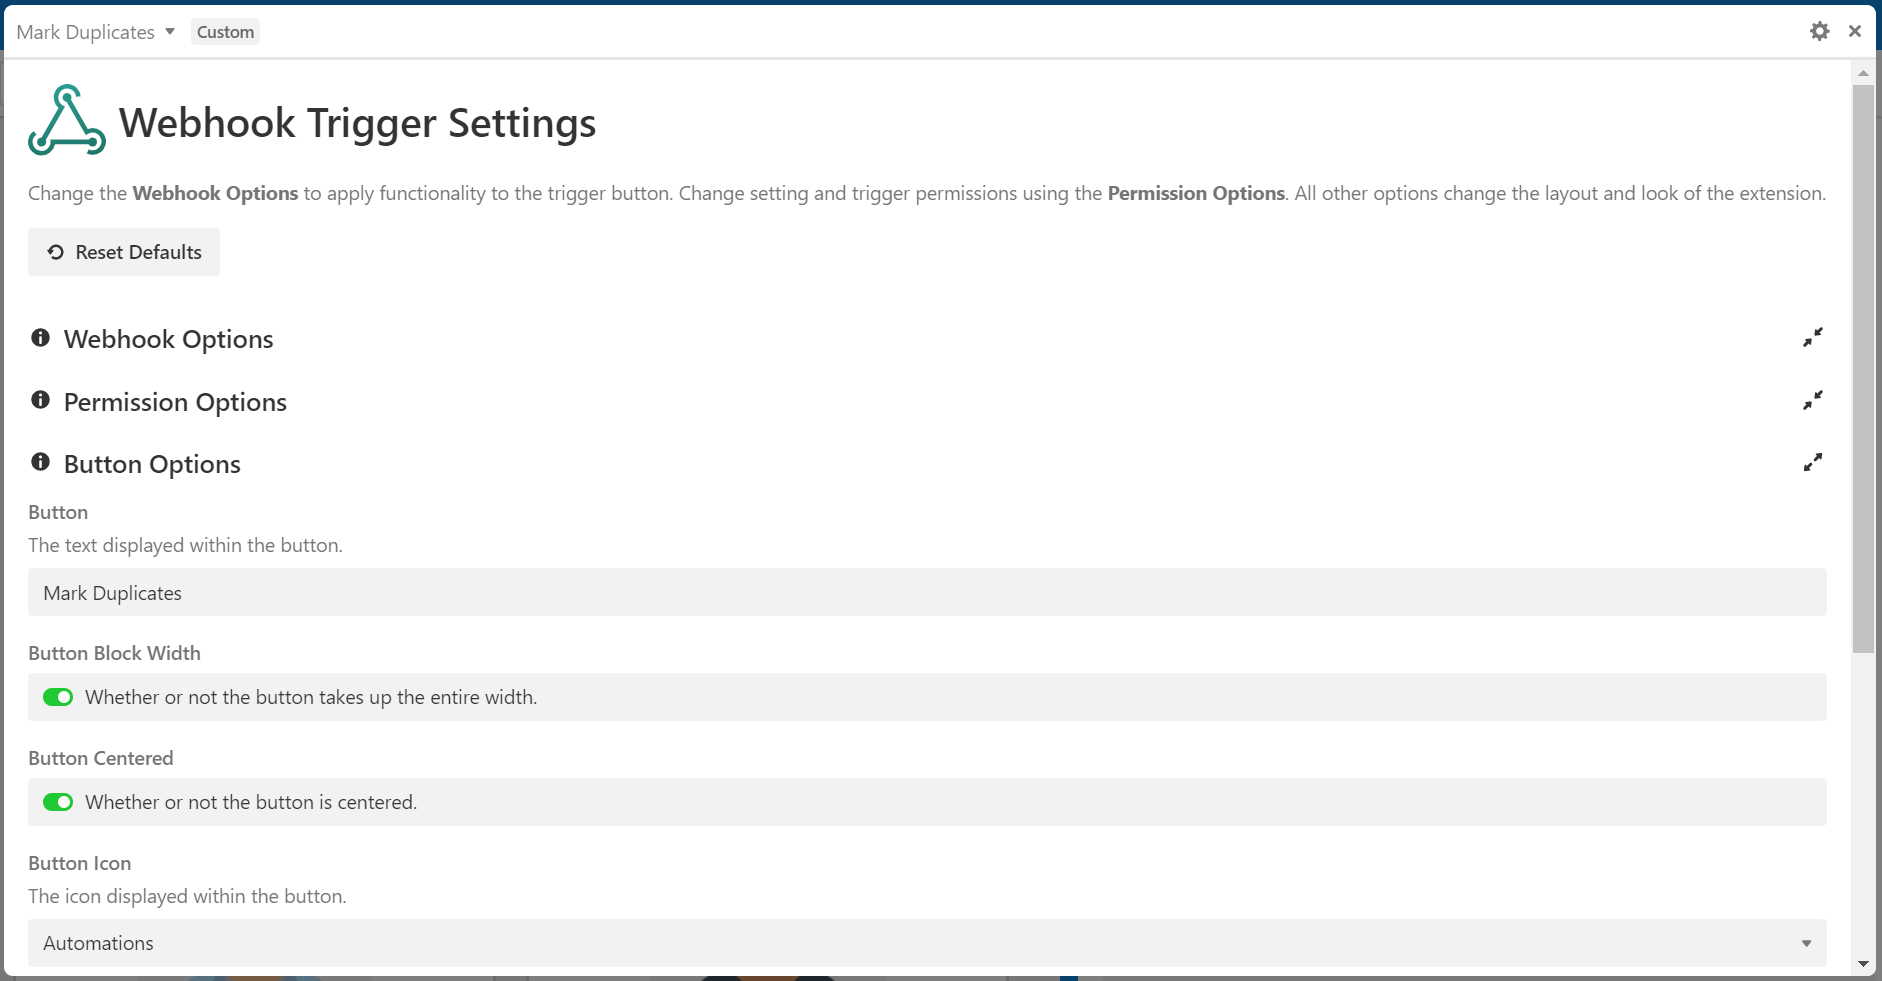 Mark Duplicates
Custom
Webhook Trigger Settings
Change the Webhook Options to apply functionality to the trigger button. Change setting and trigger permissions using the Permission Options. All other options change the layout and look of the extension.
Reset Defaults
Webhook Options
Permission Options
Button Options
Button
The text displayed within the button.
Mark Duplicates
Button Block Width
Whether or not the button takes up the entire width.
Button Centered
Whether or not the button is centered.
Button Icon
The icon displayed within the button.
Automations